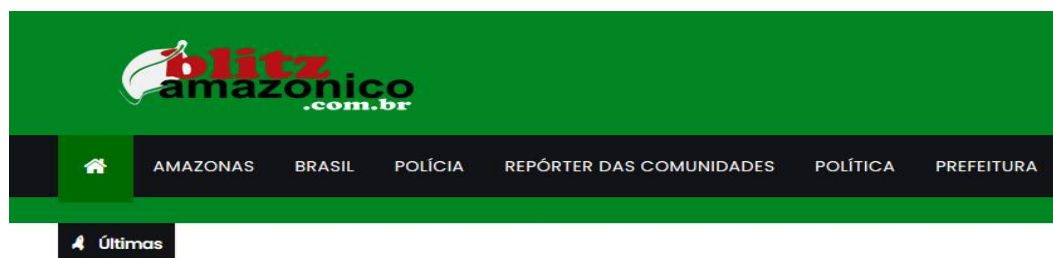 blitz
amazonico
.com.br
AMAZONAS BRASIL POLÍCIA REPÓRTER DAS COMUNIDADES POLÍTICA PREFEITURA
Últimas